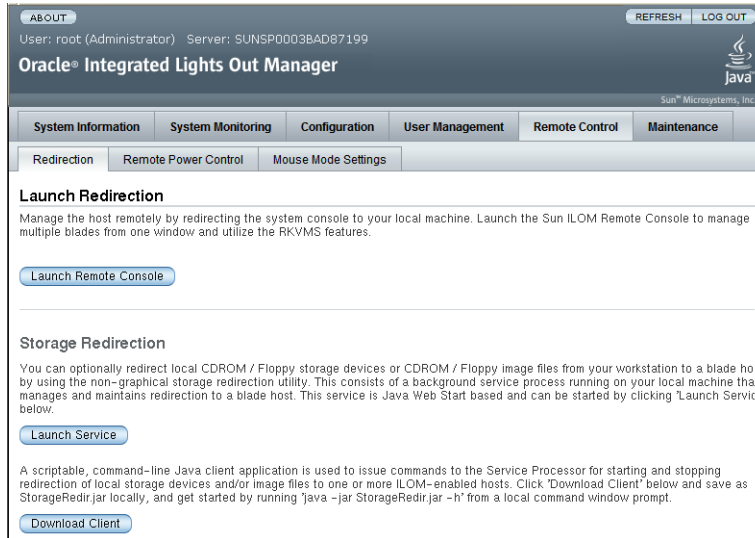 ABOUT REFRESH LOG OUT
User: root (Administrator) Server: SUNSP0003BAD87199
Oracle® Integrated Lights Out Manager
Java
Sun™ Microsystems, Inc
System Information System Monitoring Configuration User Management Remote Control Maintenance
Redirection Remote Power Control Mouse Mode Settings
Launch Redirection
Manage the host remotely by redirecting the system console to your local machine. Launch the Sun ILOM Remote Console to manage
multiple blades from one window and utilize the RKVMS features.
Launch Remote Console
Storage Redirection
You can optionally redirect local CDROM / Floppy storage devices or CDROM / Floppy image files from your workstation to a blade ho
by using the non-graphical storage redirection utility. This consists of a background service process running on your local machine tha
manages and maintains redirection to a blade host. This service is Java Web Start based and can be started by clicking 'Launch Servic
below.
Launch Service
A scriptable, command-line Java client application is used to issue commands to the Service Processor for starting and stopping
redirection of local storage devices and/or image files to one or more ILOM-enabled hosts. Click 'Download Client' below and save as
StorageRedir.jar locally, and get started by running 'java -jar StorageRedir.jar -h' from a local command window prompt.
Download Client